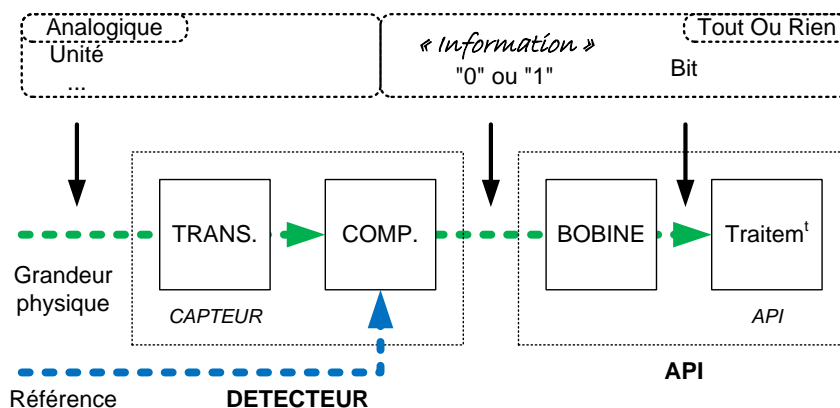 Analogique
Unité
...
« Information »
"0" ou "1"
Tout Ou Rien
Bit
TRANS.
COMP.
BOBINE
Traitemᵗ
Grandeur
physique
CAPTEUR
API
Référence
DETECTEUR
API